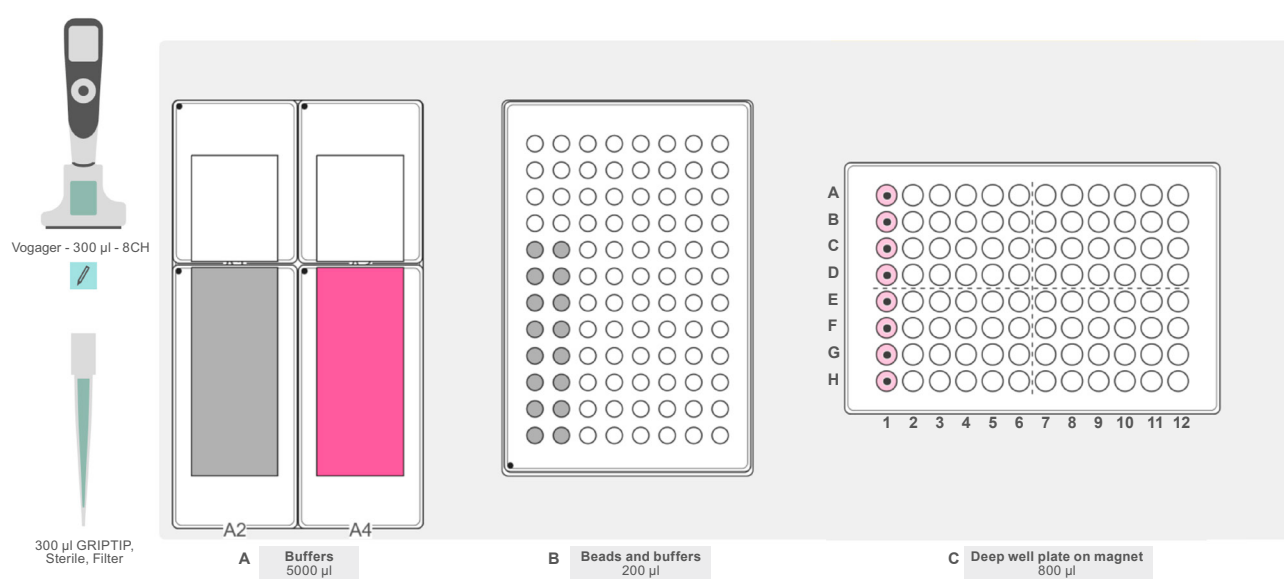 Vogager - 300 µl - 8CH
300 µl GRIPTIP,
Sterile, Filter
A2
A4
A
Buffers
5000 µl
B
Beads and buffers
200 µl
A
B
C
D
E
F
G
H
1 2 3 4 5 6 7 8 9 10 11 12
C
Deep well plate on magnet
800 µl